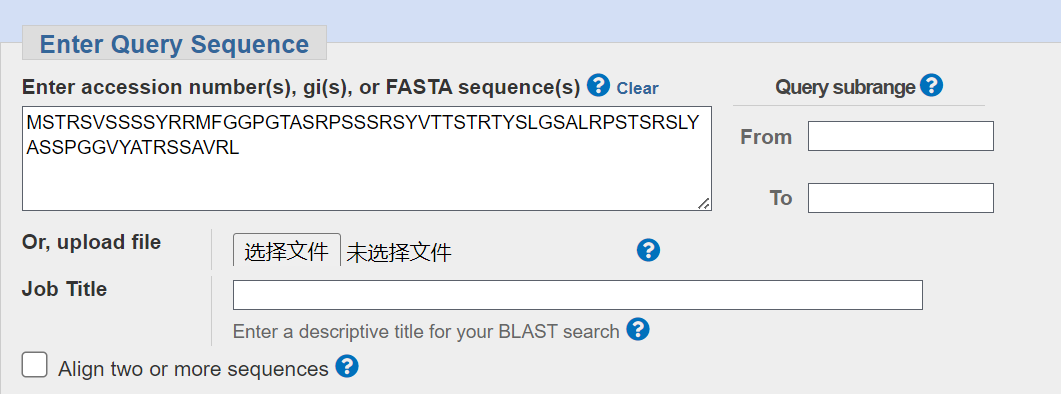 Enter Query Sequence
Enter accession number(s), gi(s), or FASTA sequence(s) ? Clear
Query subrange ?
MSTRSVSSSSYRRMFGGPGTASRPSSSRSYVTTSTRTYSLGSALRPSTSRSLY
ASSPGGVYATRSSAVRL
From
To
Or, upload file
选择文件 未选择文件 ?
Job Title
Enter a descriptive title for your BLAST search ?
Align two or more sequences ?